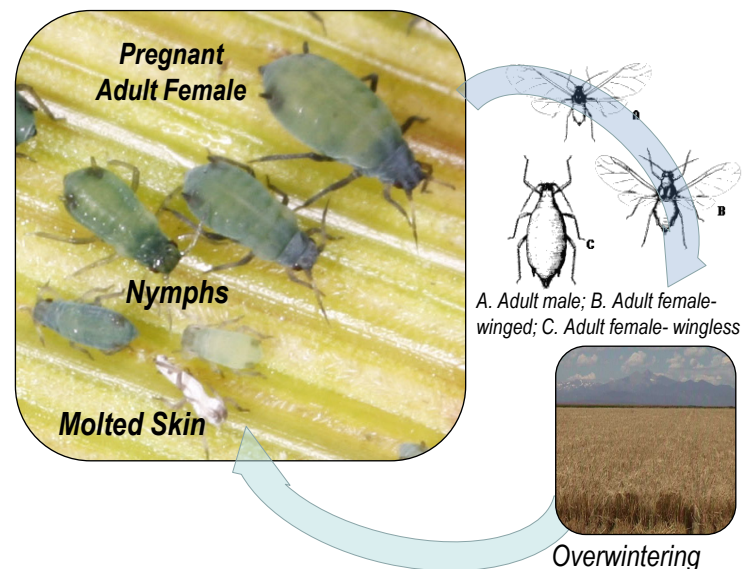 Pregnant
Adult Female
Nymphs
Molted Skin
A
B
C
A. Adult male; B. Adult female-
winged; C. Adult female- wingless
Overwintering